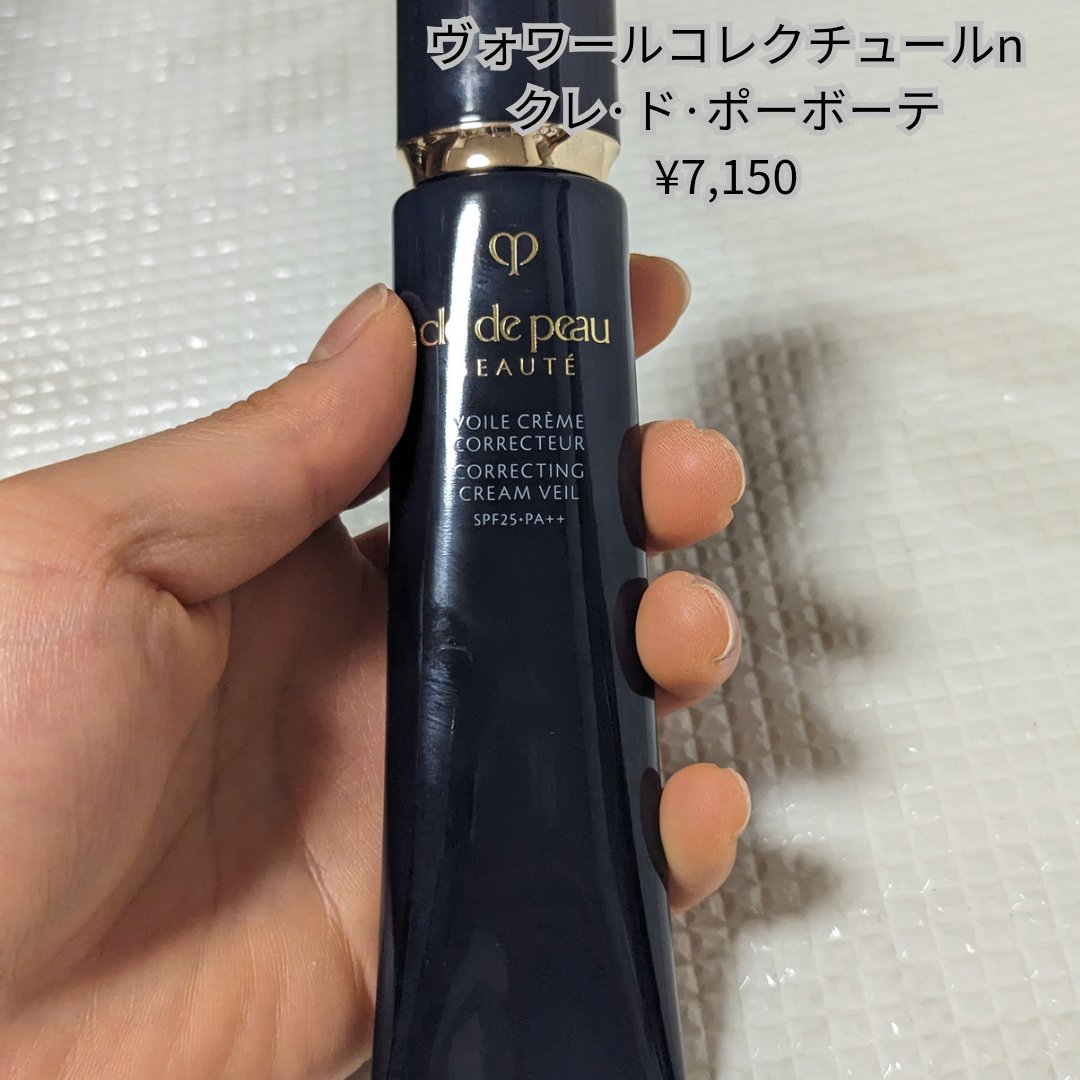 ヴォワールコレクチュールn
クレ·ド·ポーボーテ
¥7,150
de peau
BEAUTÉ
VOILE CRÈME
CORRECTEUR
CORRECTING
CREAM VEIL
SPF25•PA++